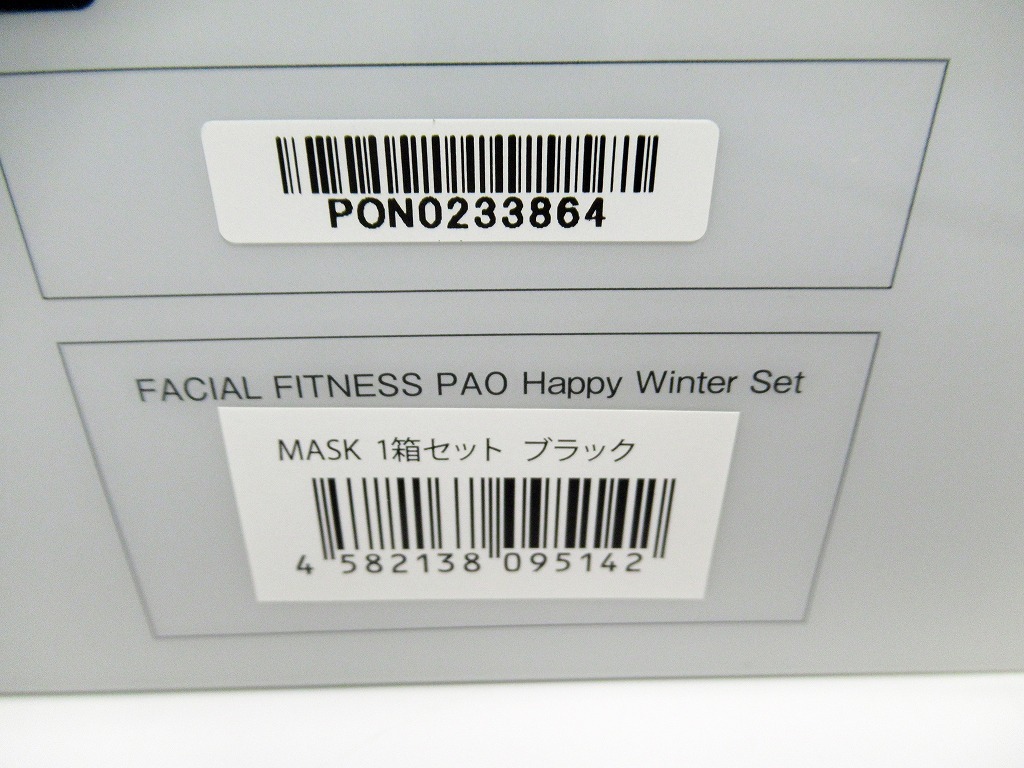 PON0233864
FACIAL FITNESS PAO Happy Winter Set
MASK 1箱セット ブラック
4 582138 095142